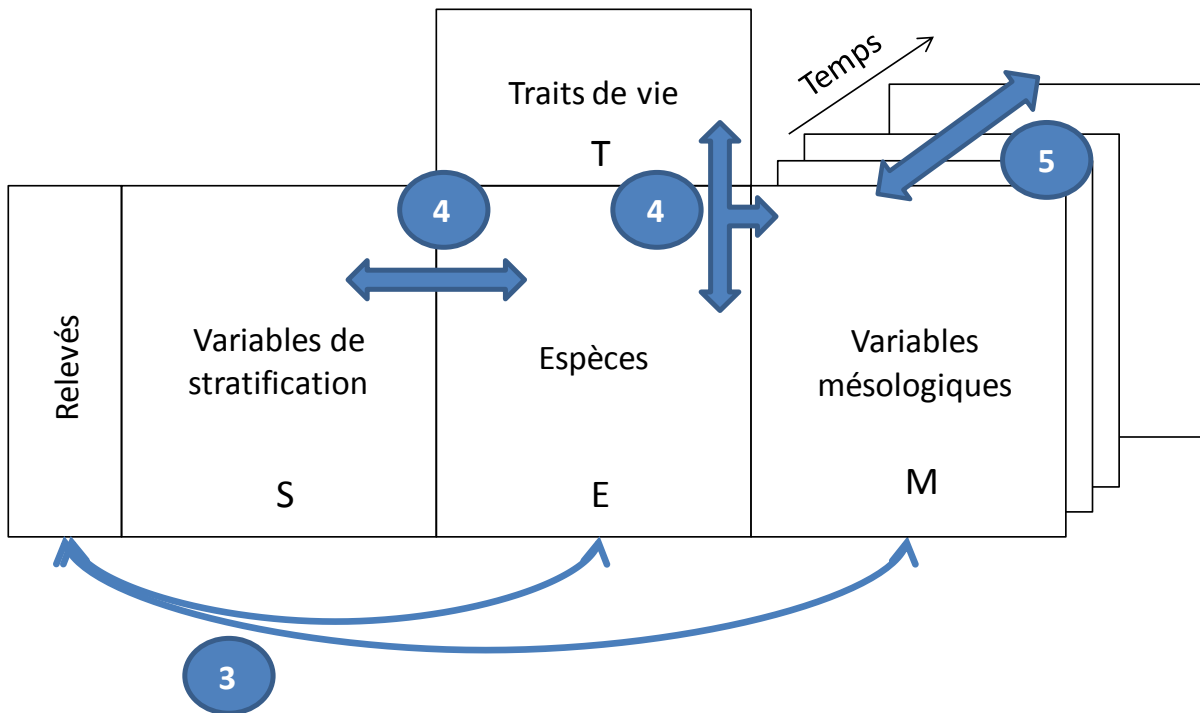 Traits de vie
T
Temps
5
4
4
Relevés
Variables de
stratification
S
Espèces
E
Variables
mésologiques
M
3